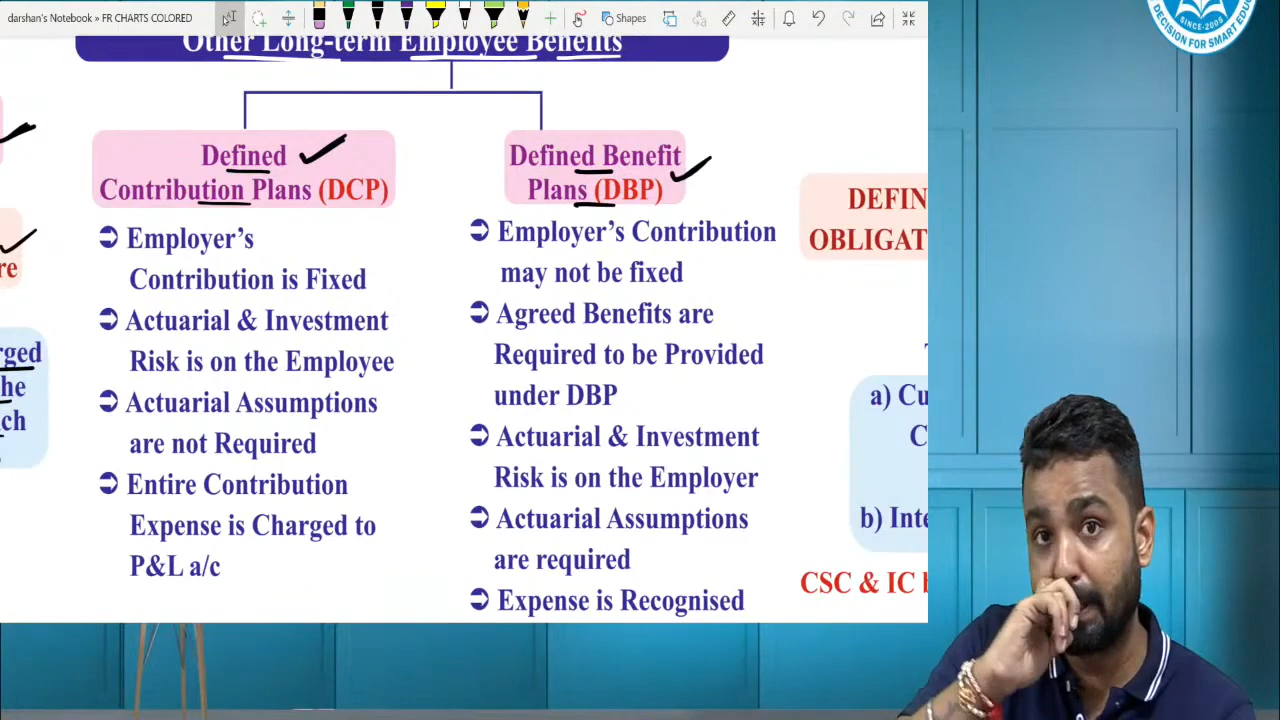 darshan's Notebook » FR CHARTS COLORED
Shapes
SINCE-2005
DECISION FOR SMART
Other Long-term Employee Benefits
Defined
Contribution Plans (DCP)
Employer's
Contribution is Fixed
Actuarial & Investment
Risk is on the Employee
Actuarial Assumptions
are not Required
Entire Contribution
Expense is Charged to
P&L a/c
Defined Benefit
Plans (DBP)
Employer's Contribution
may not be fixed
Agreed Benefits are
Required to be Provided
under DBP
Actuarial & Investment
Risk is on the Employer
Actuarial Assumptions
are required
Expense is Recognised
DEFIN
OBLIGAT
a) Cu
C
b) Inte
CSC & IC
re
rged
he
ch